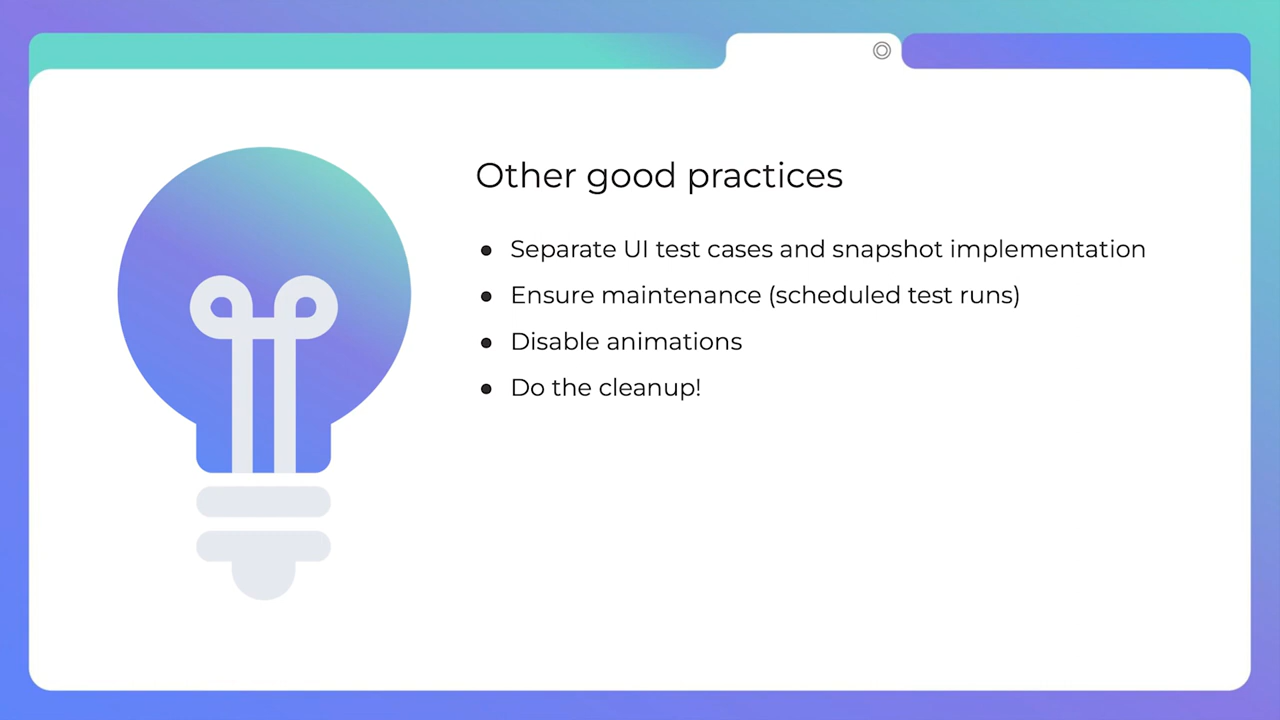 Other good practices
● Separate UI test cases and snapshot implementation
● Ensure maintenance (scheduled test runs)
● Disable animations
● Do the cleanup!